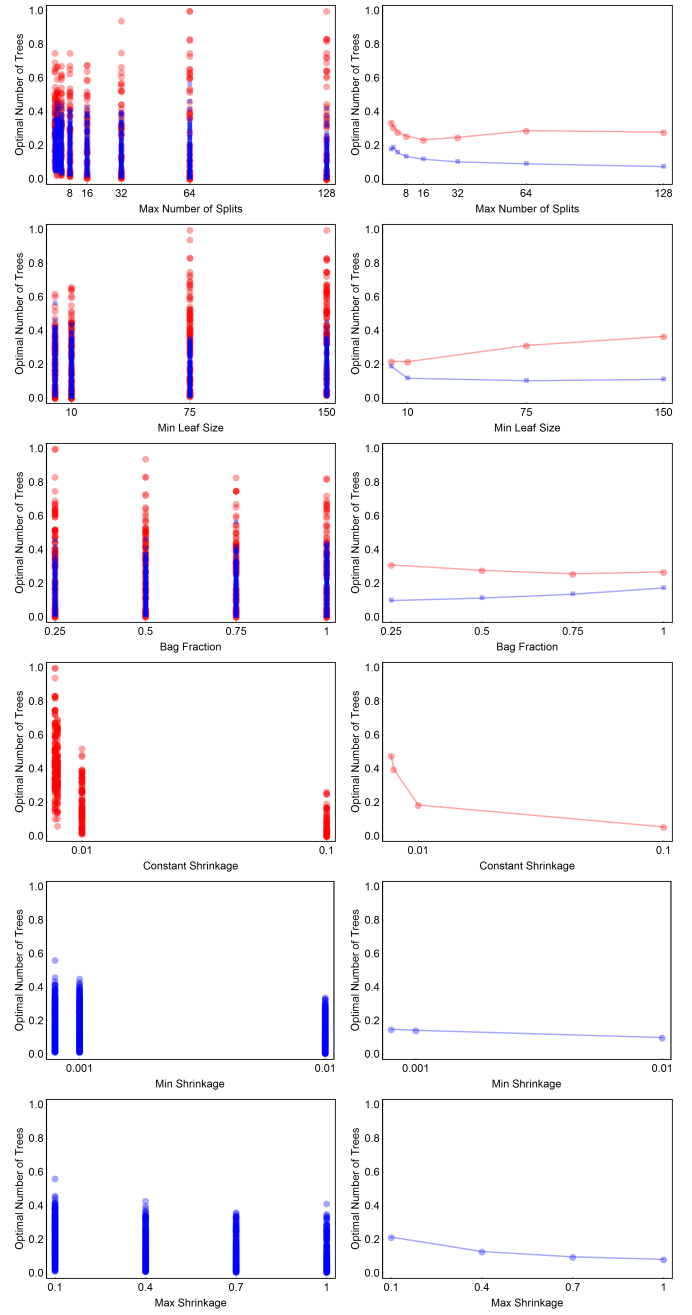 Optimal Number of Trees
1.0
0.8
0.6
0.4
0.2
0.0
8 16 32 64 128
Max Number of Splits
Optimal Number of Trees
1.0
0.8
0.6
0.4
0.2
0.0
8 16 32 64 128
Max Number of Splits
Optimal Number of Trees
1.0
0.8
0.6
0.4
0.2
0.0
10 75 150
Min Leaf Size
Optimal Number of Trees
1.0
0.8
0.6
0.4
0.2
0.0
10 75 150
Min Leaf Size
Optimal Number of Trees
1.0
0.8
0.6
0.4
0.2
0.0
0.25 0.5 0.75 1
Bag Fraction
Optimal Number of Trees
1.0
0.8
0.6
0.4
0.2
0.0
0.25 0.5 0.75 1
Bag Fraction
Optimal Number of Trees
1.0
0.8
0.6
0.4
0.2
0.0
0.01 0.1
Constant Shrinkage
Optimal Number of Trees
1.0
0.8
0.6
0.4
0.2
0.0
0.01 0.1
Constant Shrinkage
Optimal Number of Trees
1.0
0.8
0.6
0.4
0.2
0.0
0.001 0.01
Min Shrinkage
Optimal Number of Trees
1.0
0.8
0.6
0.4
0.2
0.0
0.001 0.01
Min Shrinkage
Optimal Number of Trees
1.0
0.8
0.6
0.4
0.2
0.0
0.1 0.4 0.7 1
Max Shrinkage
Optimal Number of Trees
1.0
0.8
0.6
0.4
0.2
0.0
0.1 0.4 0.7 1
Max Shrinkage